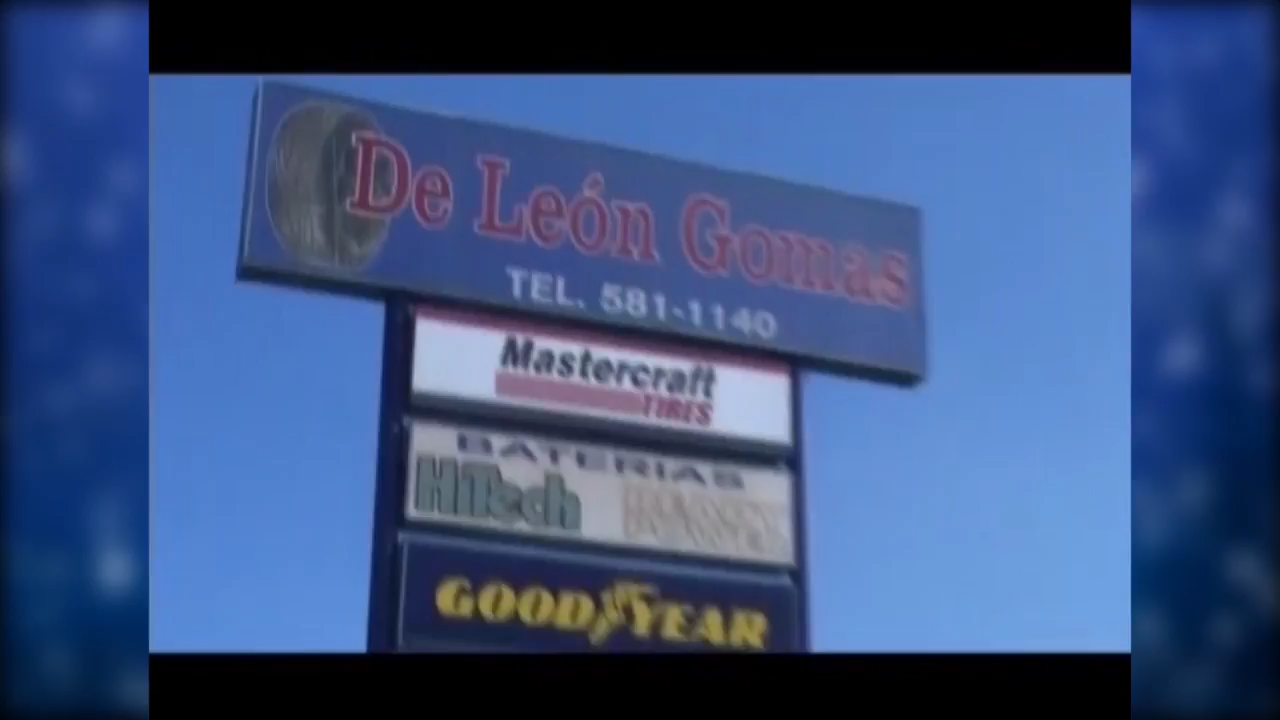 De León Gomas
TEL. 581-1140
Mastercraft
TIRES
BATERIAS
HiTech
GOODYEAR